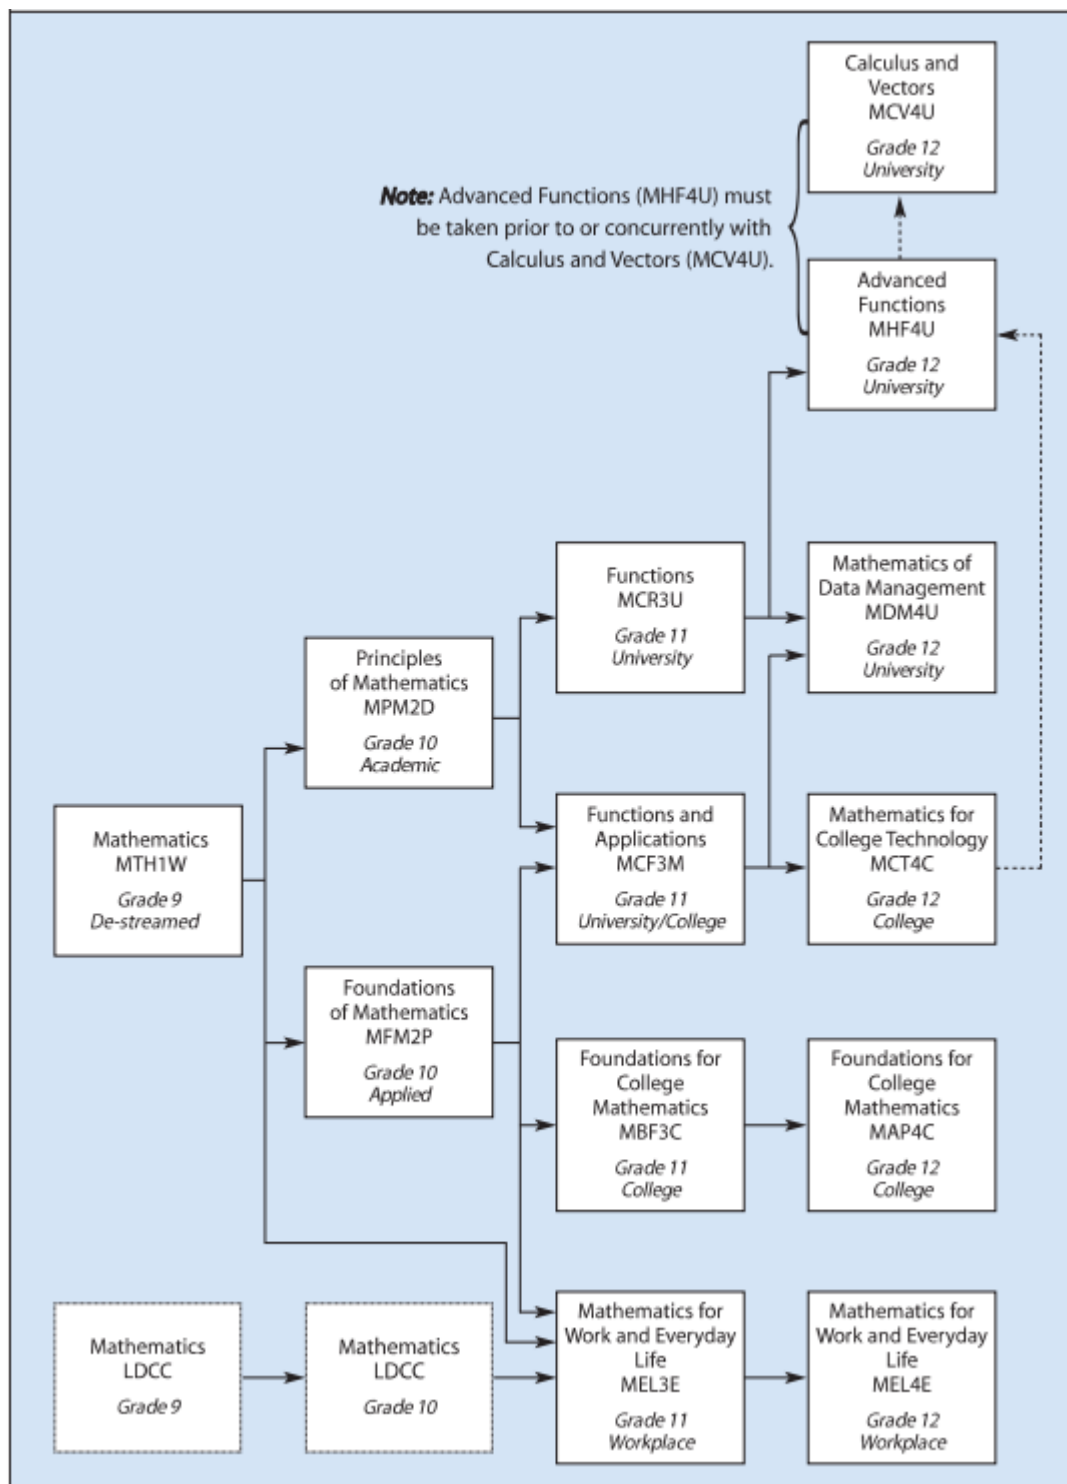 Calculus and
Vectors
MCV4U
Grade 12
University
Note: Advanced Functions (MHF4U) must
be taken prior to or concurrently with
Calculus and Vectors (MCV4U).
Advanced
Functions
MHF4U
Grade 12
University
Functions
MCR3U
Grade 11
University
Mathematics of
Data Management
MDM4U
Grade 12
University
Principles
of Mathematics
MPM2D
Grade 10
Academic
Mathematics
MTH1W
Grade 9
De-streamed
Functions and
Applications
MCF3M
Grade 11
University/College
Mathematics for
College Technology
MCT4C
Grade 12
College
Foundations
of Mathematics
MFM2P
Grade 10
Applied
Foundations for
College
Mathematics
MBF3C
Grade 11
College
Foundations for
College
Mathematics
MAP4C
Grade 12
College
Mathematics
LDCC
Grade 9
Mathematics
LDCC
Grade 10
Mathematics for
Work and Everyday
Life
MEL3E
Grade 11
Workplace
Mathematics for
Work and Everyday
Life
MEL4E
Grade 12
Workplace